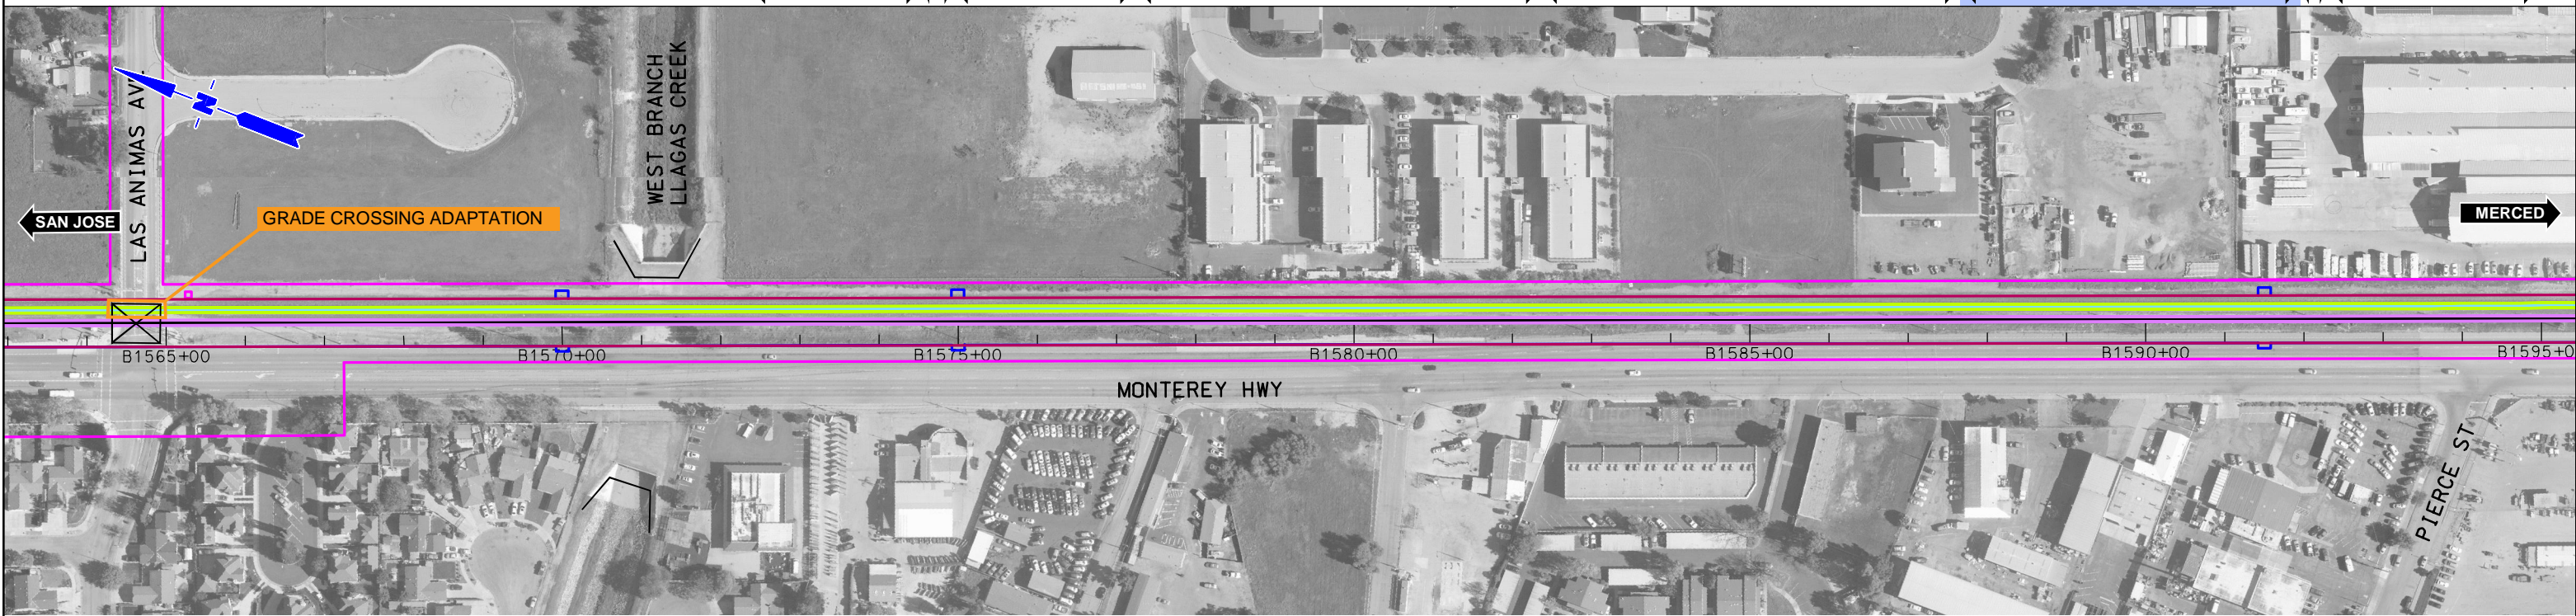 WEST BRANCH
LLAGAS CREEK
LAS ANIMAS AVE
N
SAN JOSE
GRADE CROSSING ADAPTATION
MERCED
B1565+00
B1570+00
B1575+00
B1580+00
B1585+00
B1590+00
B1595+0
MONTEREY HWY
PIERCE ST